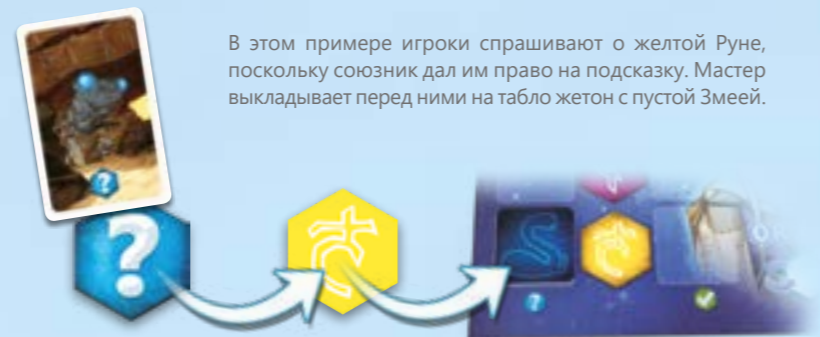 В этом примере игроки спрашивают о желтой Руне,
поскольку союзник дал им право на подсказку. Мастер
выкладывает перед ними на табло жетон с пустой Змеей.
?
?
?